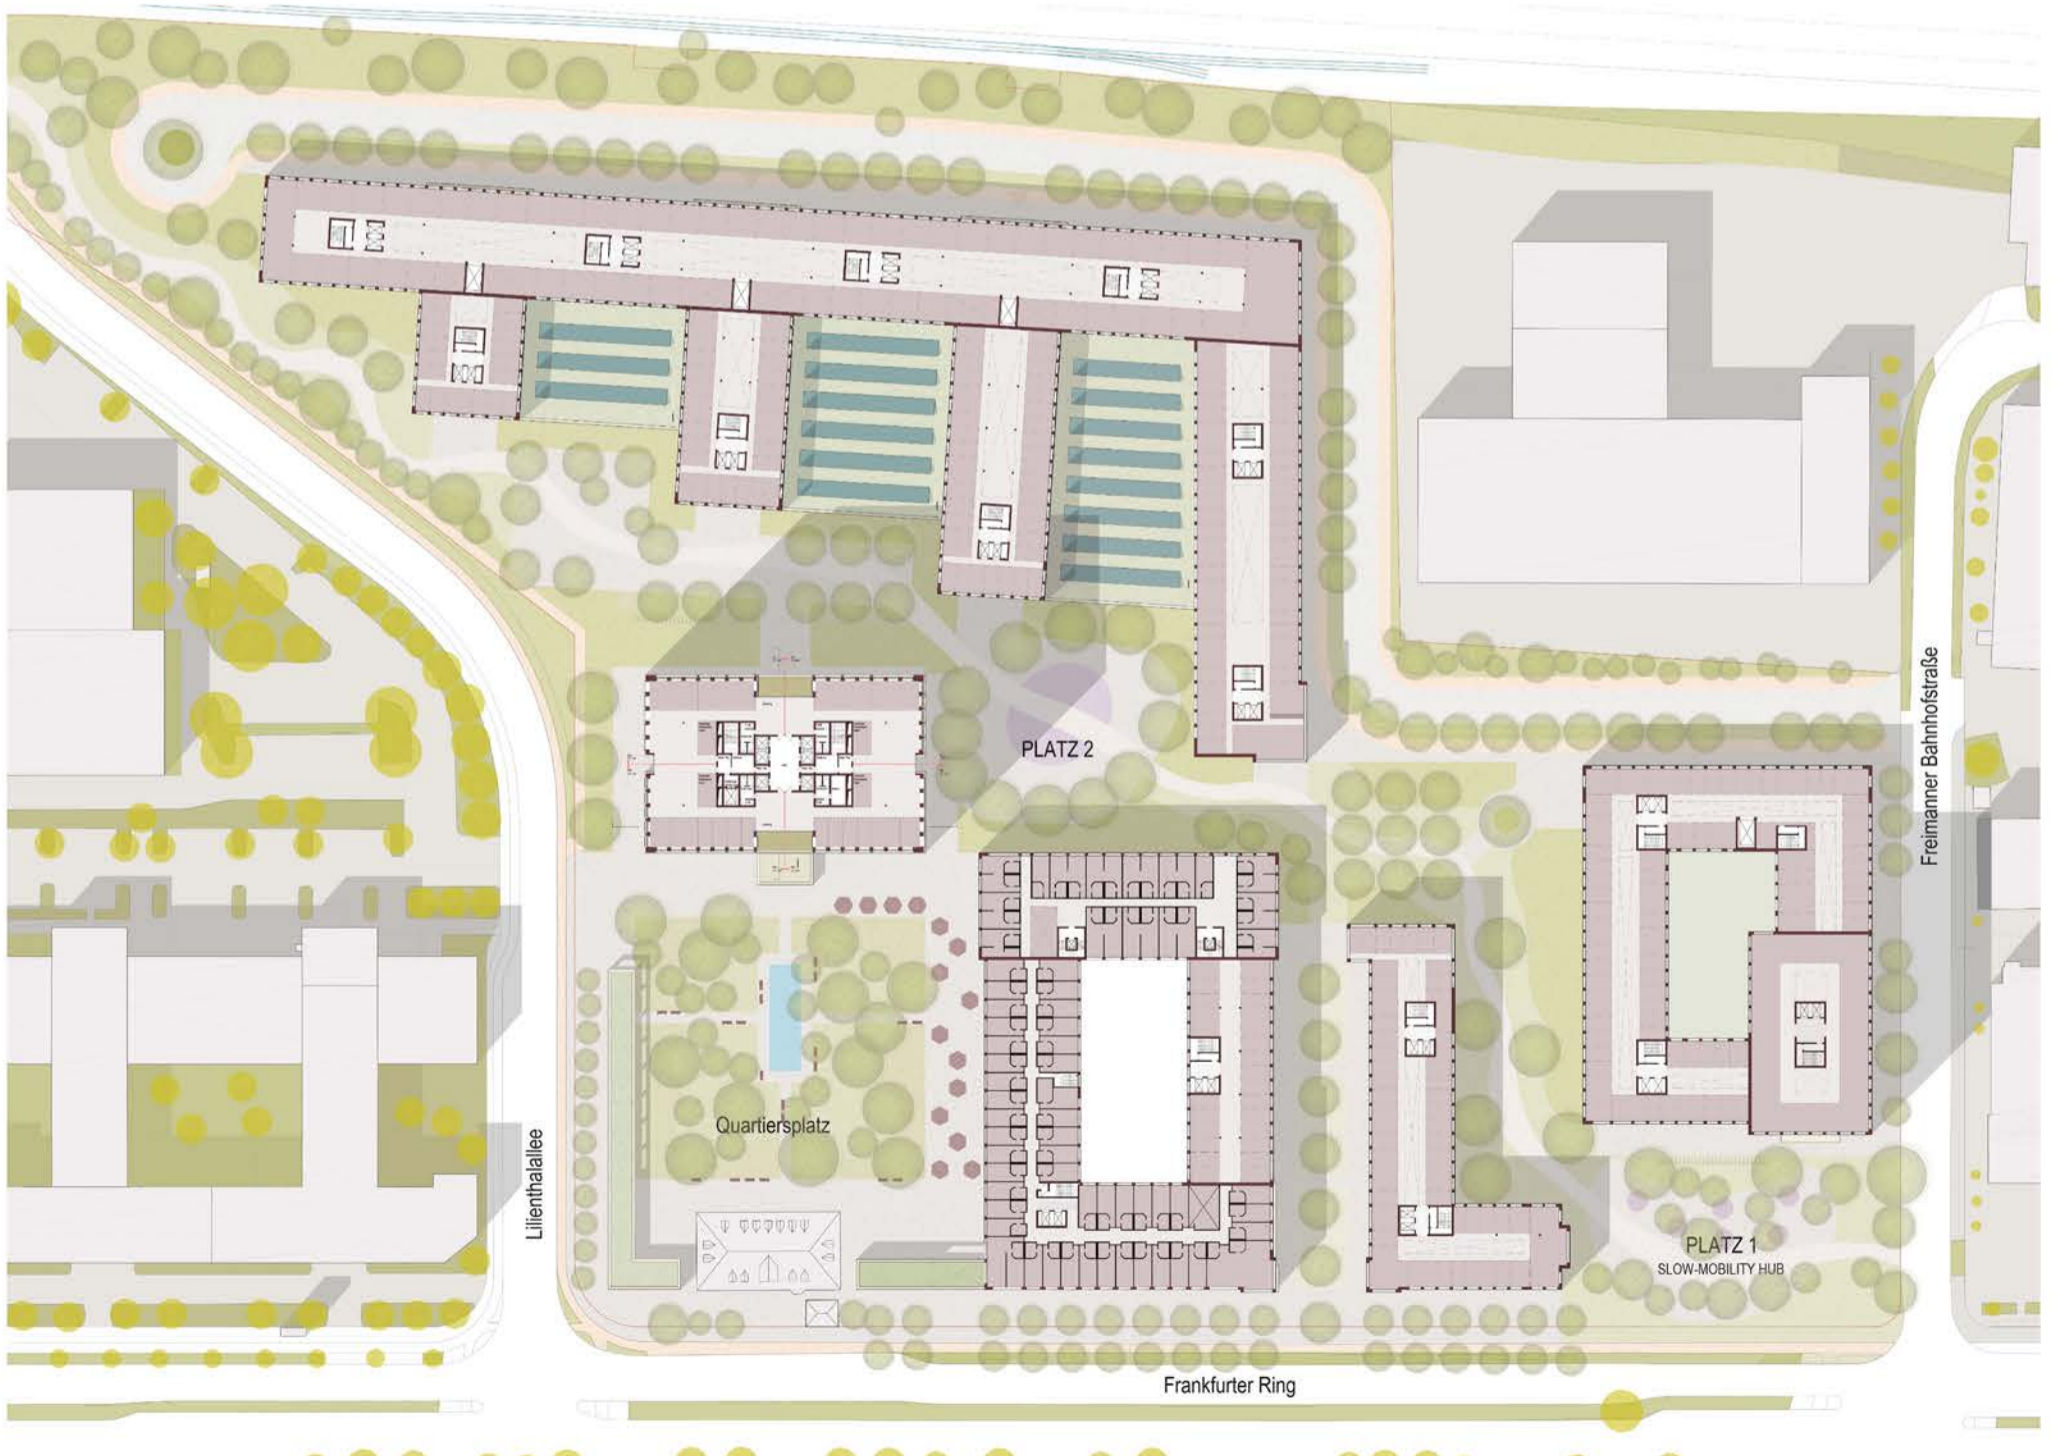 PLATZ 2
Freimanner Bahnhofstraße
Quartiersplatz
Lilienthalallee
PLATZ 1
SLOW-MOBILITY HUB
Frankfurter Ring